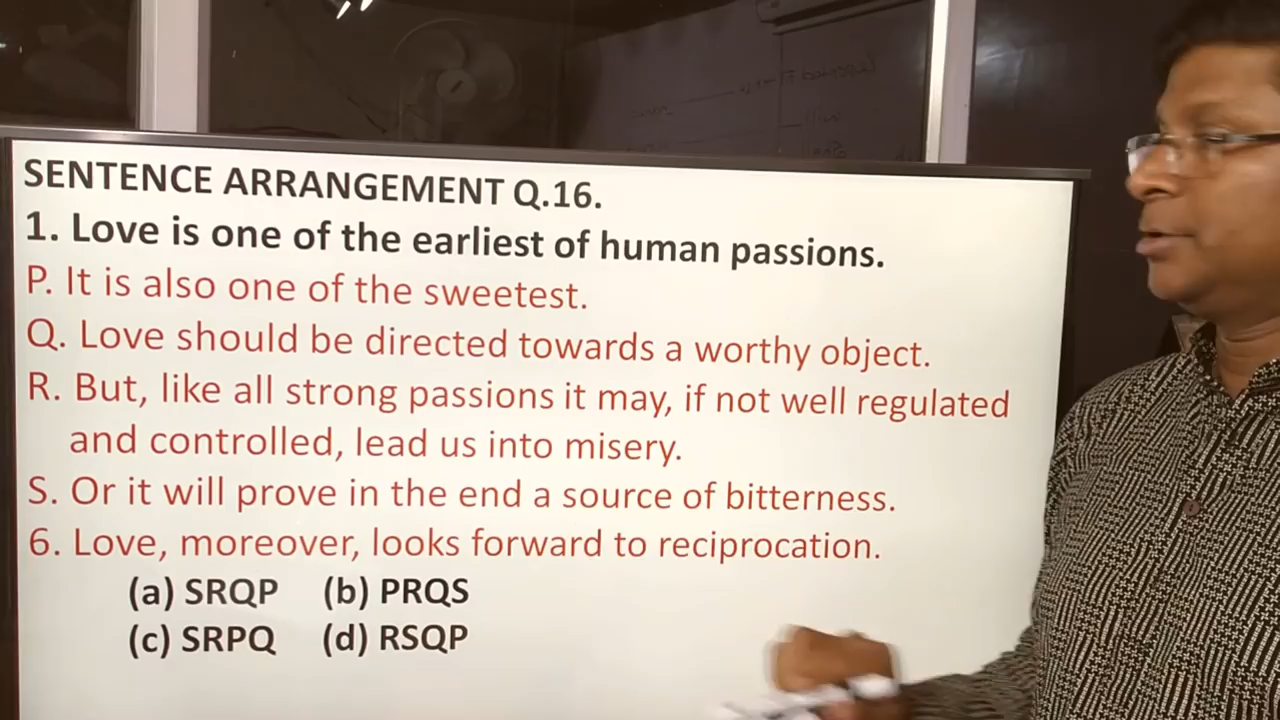 SENTENCE ARRANGEMENT Q.16.
1. Love is one of the earliest of human passions.
P. It is also one of the sweetest.
Q. Love should be directed towards a worthy object.
R. But, like all strong passions it may, if not well regulated
and controlled, lead us into misery.
S. Or it will prove in the end a source of bitterness.
6. Love, moreover, looks forward to reciprocation.
(a) SRQP (b) PRQS
(c) SRPQ (d) RSQP